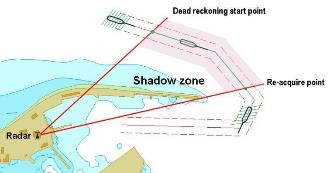 Dead reckoning start point
Shadow zone
Re-acquire point
Radar